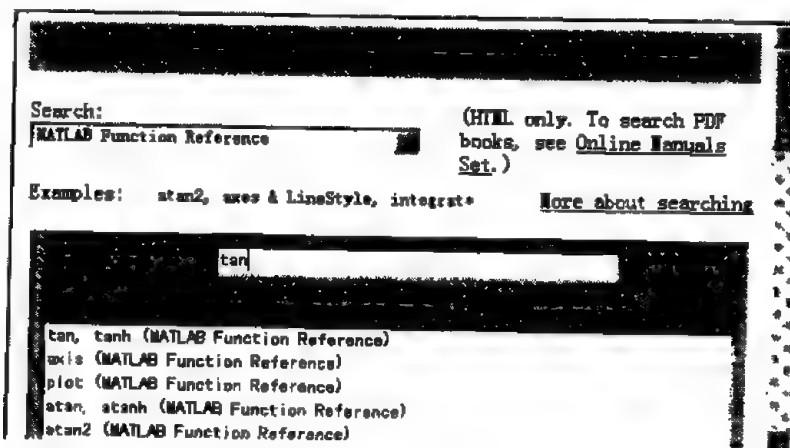 Search:
MATLAB Function Reference
(HTML only. To search PDF
books, see Online Manuals
Set.)
Examples: atan2, axes & LineStyle, integrat*
More about searching
tan
tan, tanh (MATLAB Function Reference)
axis (MATLAB Function Reference)
plot (MATLAB Function Reference)
atan, atanh (MATLAB Function Reference)
atan2 (MATLAB Function Reference)